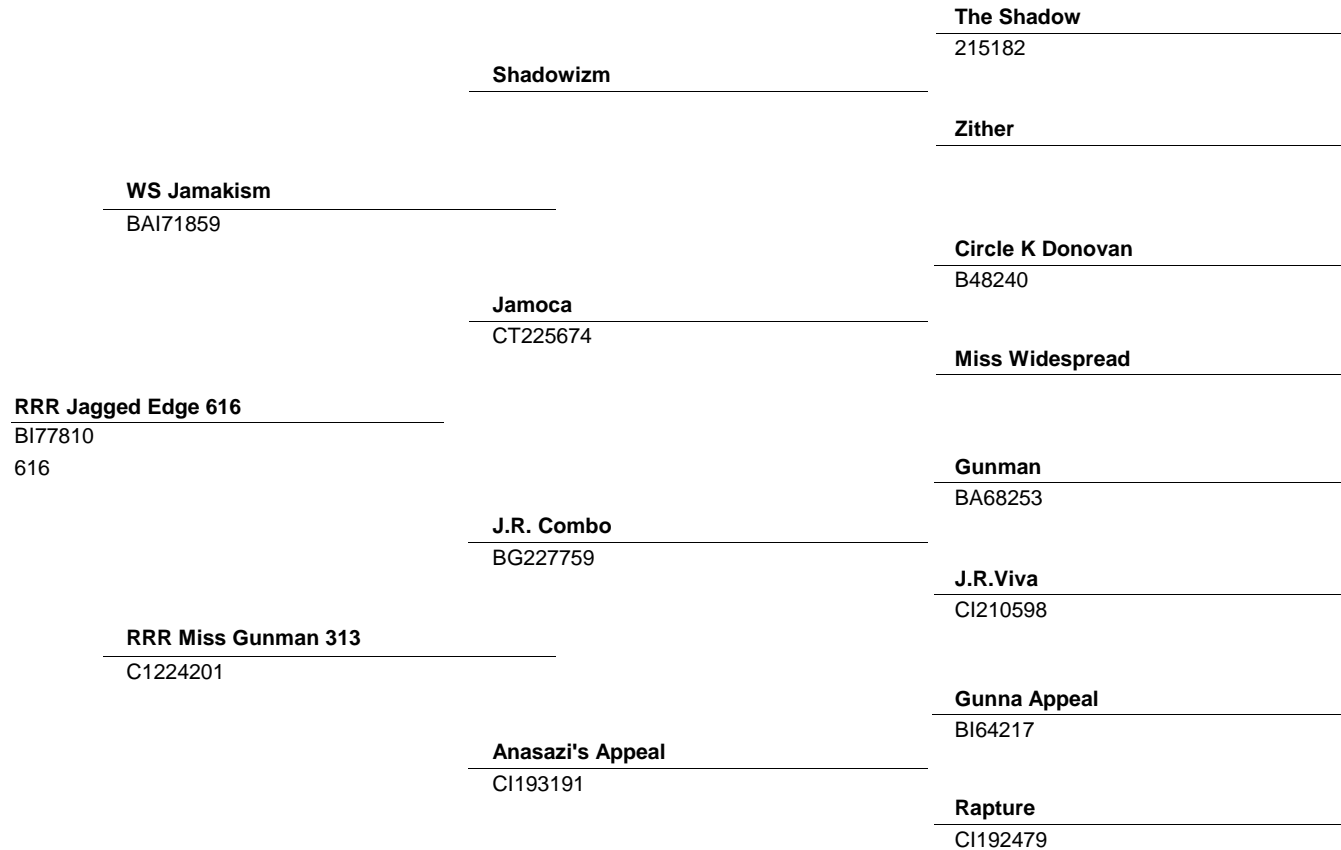 The Shadow
215182
Shadowizm
Zither
WS Jamakism
BAI71859
Circle K Donovan
B48240
Jamoca
CT225674
Miss Widespread
RRR Jagged Edge 616
BI77810
616
Gunman
BA68253
J.R. Combo
BG227759
J.R.Viva
CI210598
RRR Miss Gunman 313
C1224201
Gunna Appeal
BI64217
Anasazi's Appeal
CI193191
Rapture
CI192479